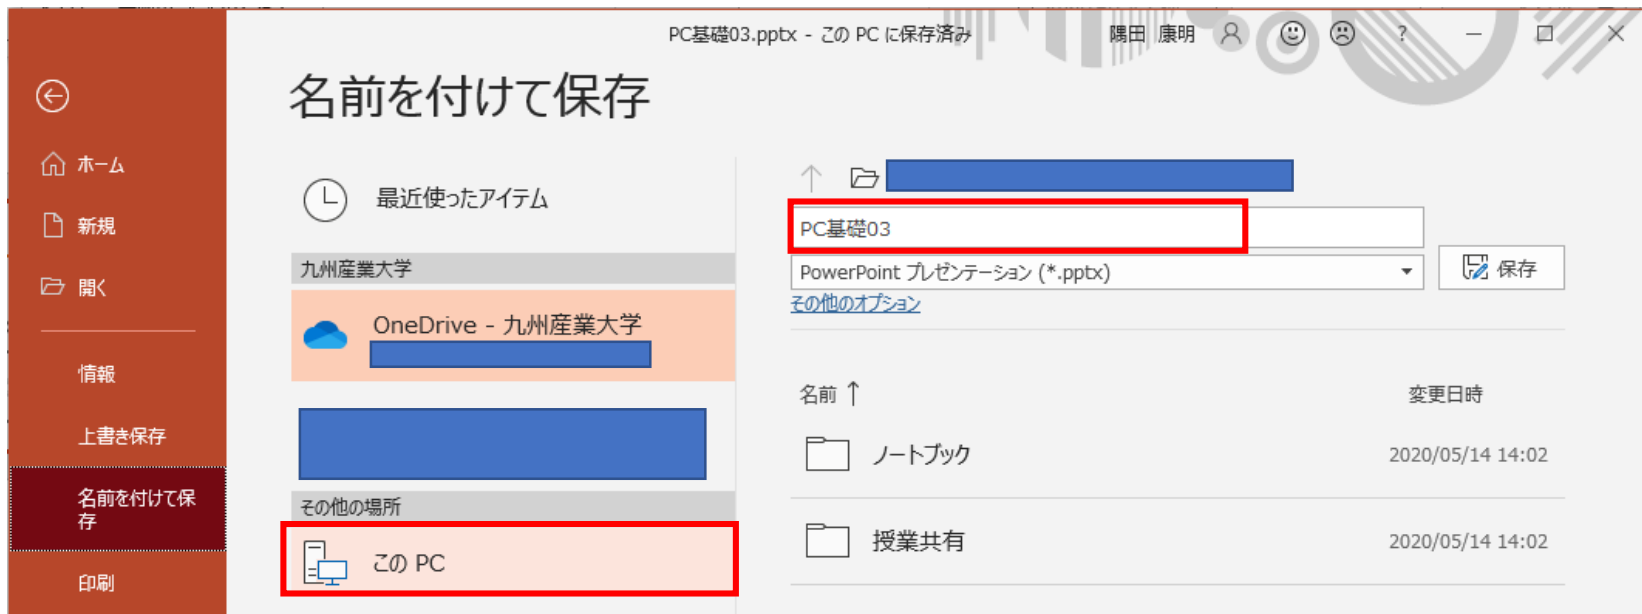 PC基礎03.pptx - この PC に保存済み
隅田 康明
?
名前を付けて保存
ホーム
新規
開く
情報
上書き保存
名前を付けて保
存
印刷
最近使ったアイテム
九州産業大学
OneDrive - 九州産業大学
その他の場所
この PC
PC基礎03
PowerPoint プレゼンテーション (*.pptx)
保存
その他のオプション
名前 ↑
変更日時
ノートブック
2020/05/14 14:02
授業共有
2020/05/14 14:02